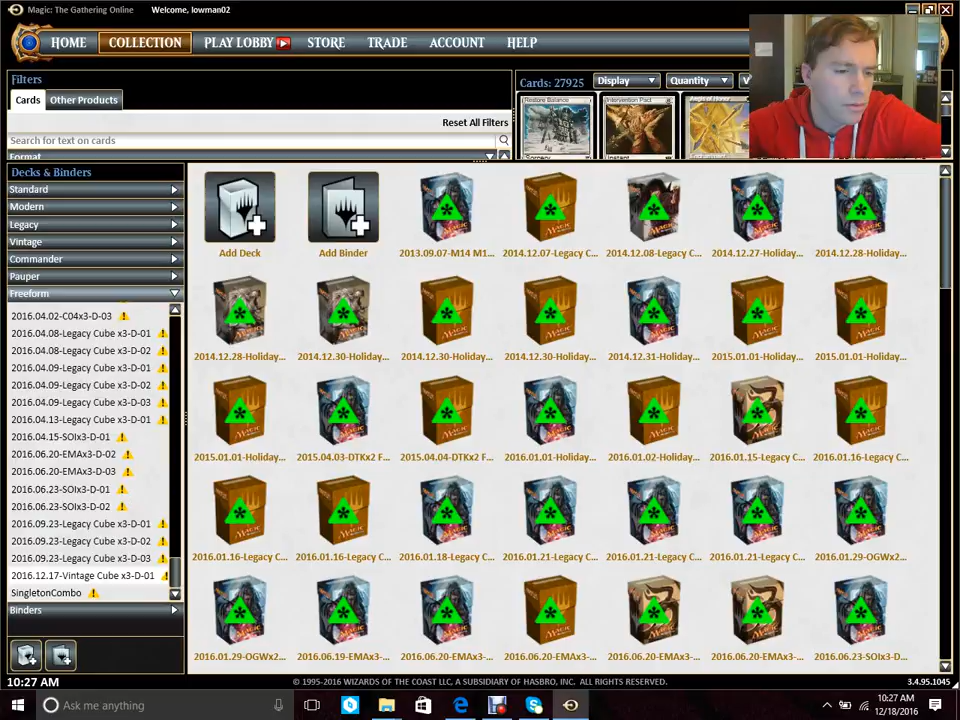 Magic: The Gathering Online
Welcome, lowman02
HOME
COLLECTION
PLAY LOBBY
STORE
TRADE
ACCOUNT
HELP
Filters
Cards: 27925
Display
Quantity
Cards
Other Products
Reset All Filters
Restore Balance
Intervention Pact
Aegis of Honor
Search for text on cards
Format
Sorcery
Instant
Decks & Binders
Standard
Modern
Legacy
Vintage
Commander
Pauper
Freeform
2016.04.02-C04x3-D-03
2016.04.08-Legacy Cube x3-D-01
2016.04.08-Legacy Cube x3-D-02
2016.04.09-Legacy Cube x3-D-01
2016.04.09-Legacy Cube x3-D-02
2016.04.09-Legacy Cube x3-D-03
2016.04.13-Legacy Cube x3-D-01
2016.04.15-SOIx3-D-01
2016.06.20-EMAx3-D-02
2016.06.20-EMAx3-D-03
2016.06.23-SOIx3-D-01
2016.06.23-SOIx3-D-02
2016.09.23-Legacy Cube x3-D-01
2016.09.23-Legacy Cube x3-D-02
2016.09.23-Legacy Cube x3-D-03
2016.12.17-Vintage Cube x3-D-01
SingletonCombo
Binders
Add Deck
Add Binder
2013.09.07-M14 M1...
2014.12.07-Legacy C...
2014.12.08-Legacy C...
2014.12.27-Holiday...
2014.12.28-Holiday...
2014.12.28-Holiday...
2014.12.30-Holiday...
2014.12.30-Holiday...
2014.12.30-Holiday...
2014.12.31-Holiday...
2015.01.01-Holiday...
2015.01.01-Holiday...
2015.01.01-Holiday...
2015.04.03-DTKx2 F...
2015.04.04-DTKx2 F...
2016.01.01-Holiday...
2016.01.02-Holiday...
2016.01.15-Legacy C...
2016.01.16-Legacy C...
2016.01.16-Legacy C...
2016.01.16-Legacy C...
2016.01.18-Legacy C...
2016.01.21-Legacy C...
2016.01.21-Legacy C...
2016.01.21-Legacy C...
2016.01.29-OGWx2...
2016.01.29-OGWx2...
2016.06.19-EMAx3-...
2016.06.20-EMAx3-...
2016.06.20-EMAx3-...
2016.06.20-EMAx3-...
2016.06.20-EMAx3-...
2016.06.23-SOIx3-D...
10:27 AM
© 1995-2016 WIZARDS OF THE COAST LLC, A SUBSIDIARY OF HASBRO, INC. ALL RIGHTS RESERVED.
3.4.95.1045
Ask me anything
10:27 AM
12/18/2016